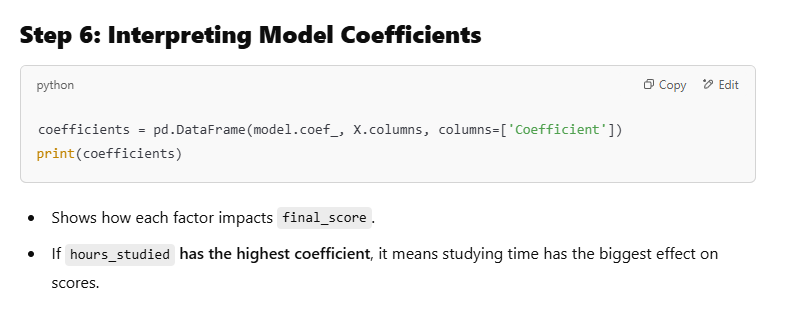 Step 6: Interpreting Model Coefficients
python
Copy
Edit
coefficients = pd.DataFrame(model.coef_, X.columns, columns=['Coefficient'])
print(coefficients)
• Shows how each factor impacts final_score.
• If hours_studied has the highest coefficient, it means studying time has the biggest effect on
scores.